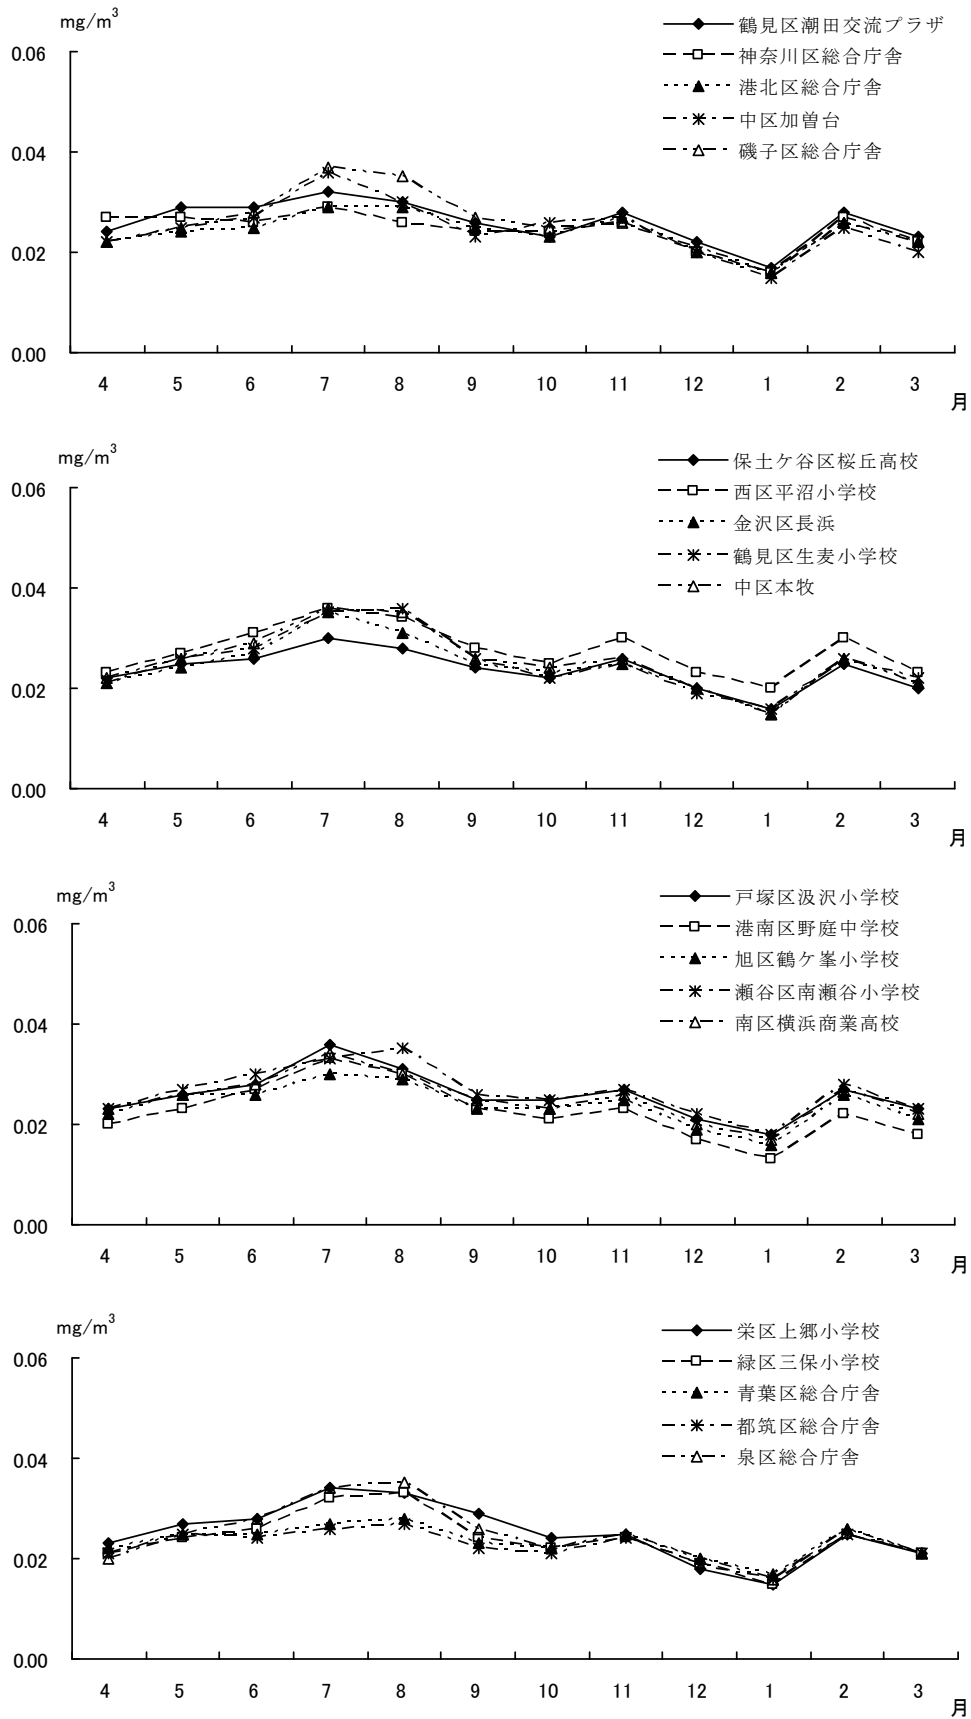 mg/m³
鶴見区潮田交流プラザ
神奈川区総合庁舎
港北区総合庁舎
中区加曽台
磯子区総合庁舎
0.06
0.04
0.02
0.00
4 5 6 7 8 9 10 11 12 1 2 3
月
mg/m³
保土ケ谷区桜丘高校
西区平沼小学校
金沢区長浜
鶴見区生麦小学校
中区本牧
0.06
0.04
0.02
0.00
4 5 6 7 8 9 10 11 12 1 2 3
月
mg/m³
戸塚区汲沢小学校
港南区野庭中学校
旭区鶴ケ峯小学校
瀬谷区南瀬谷小学校
南区横浜商業高校
0.06
0.04
0.02
0.00
4 5 6 7 8 9 10 11 12 1 2 3
月
mg/m³
栄区上郷小学校
緑区三保小学校
青葉区総合庁舎
都筑区総合庁舎
泉区総合庁舎
0.06
0.04
0.02
0.00
4 5 6 7 8 9 10 11 12 1 2 3
月